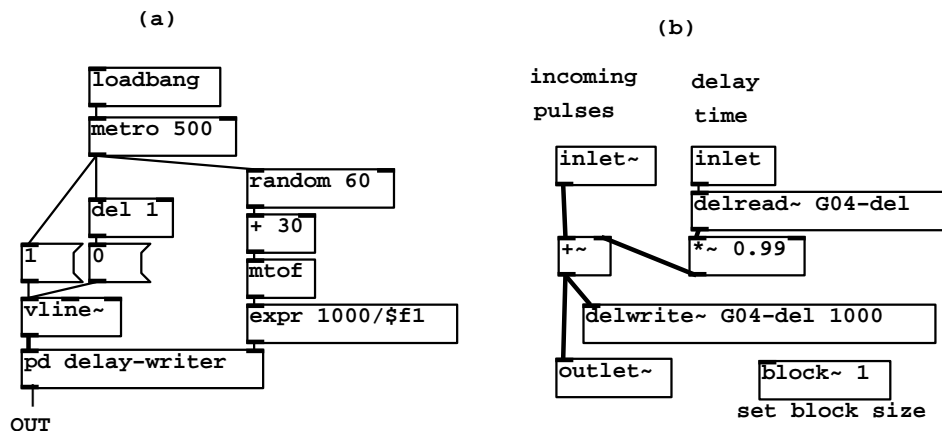 (a)
loadbang
metro 500
random 60
del 1
+ 30
1
0
mtof
vline~
expr 1000/$f1
pd delay-writer
OUT
(b)
incoming
pulses
delay
time
inlet~
inlet
delread~ G04-del
+~
*~ 0.99
delwrite~ G04-del 1000
outlet~
block~ 1
set block size